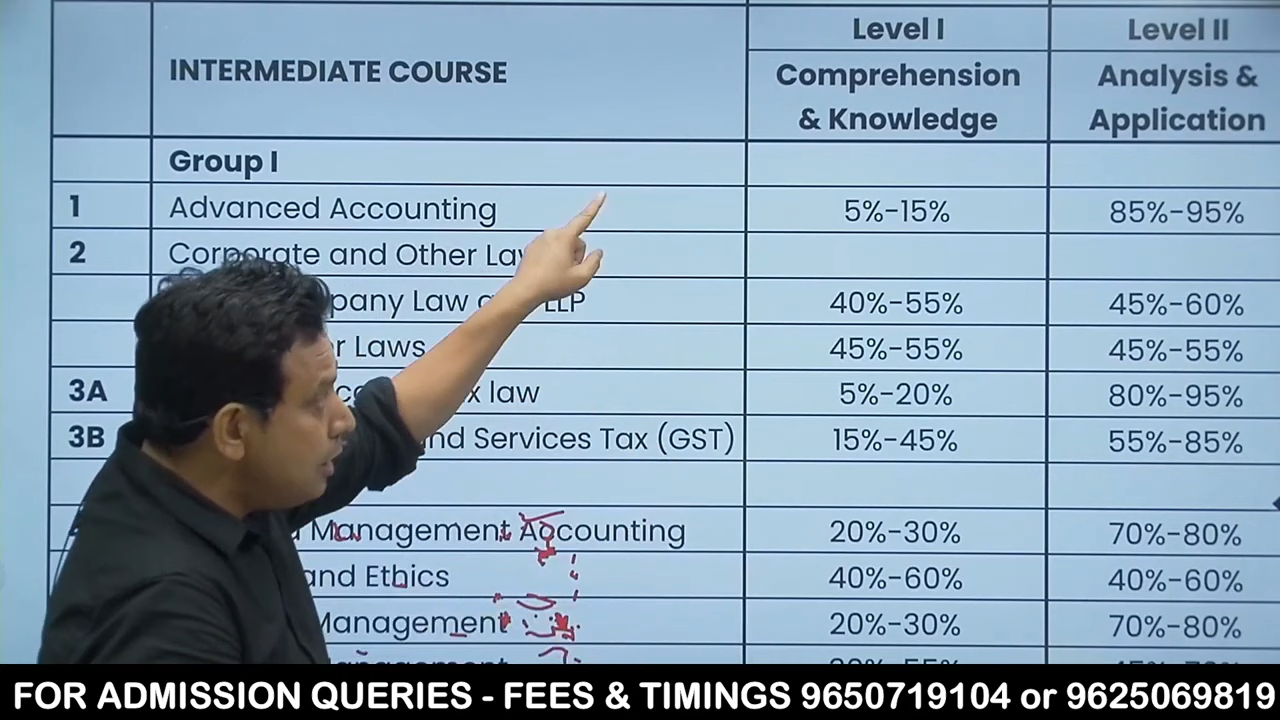 Level I Level II
INTERMEDIATE COURSE Comprehension & Knowledge Analysis & Application
Group I
1 Advanced Accounting 5%-15% 85%-95%
2 Corporate and Other
pany Law LLP 40%-55% 45%-60%
Laws 45%-55% 45%-55%
3A law 5%-20% 80%-95%
3B nd Services Tax (GST) 15%-45% 55%-85%
Management Accounting 20%-30% 70%-80%
and Ethics 40%-60% 40%-60%
Management 20%-30% 70%-80%
FOR ADMISSION QUERIES - FEES & TIMINGS 9650719104 or 9625069819